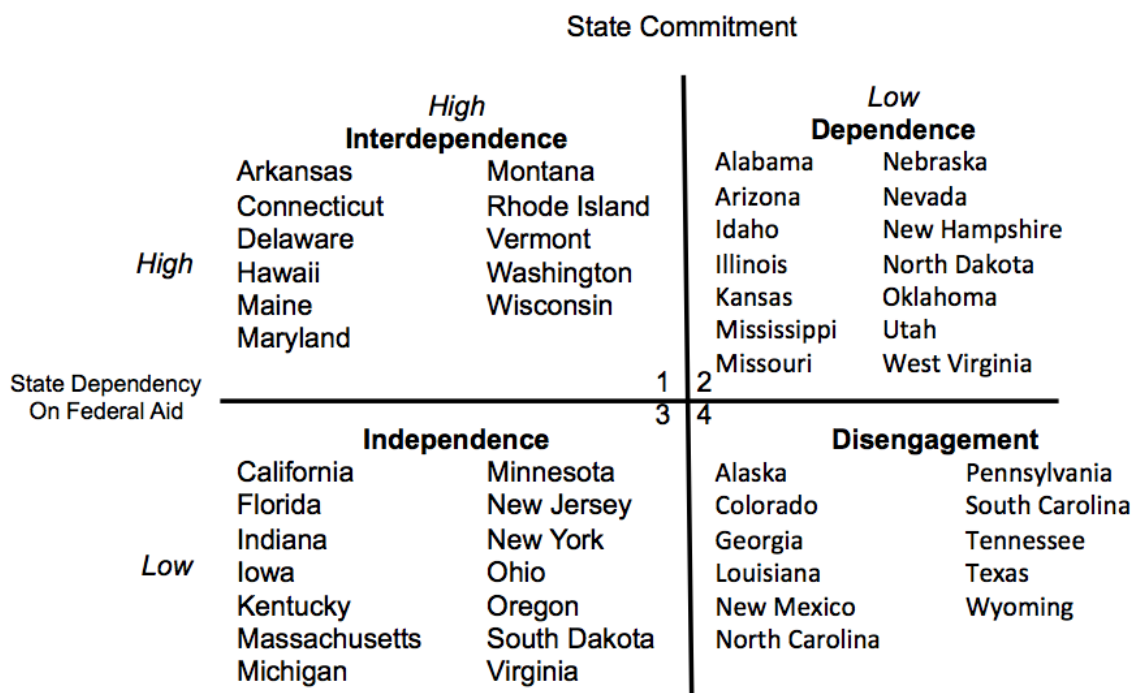 State Commitment
High
Interdependence
Arkansas Montana
Connecticut Rhode Island
Delaware Vermont
Hawaii Washington
Maine Wisconsin
Maryland
Low
Dependence
Alabama Nebraska
Arizona Nevada
Idaho New Hampshire
Illinois North Dakota
Kansas Oklahoma
Mississippi Utah
Missouri West Virginia
High
State Dependency
On Federal Aid
1 2
3 4
Independence
California Minnesota
Florida New Jersey
Indiana New York
Iowa Ohio
Kentucky Oregon
Massachusetts South Dakota
Michigan Virginia
Low
Disengagement
Alaska Pennsylvania
Colorado South Carolina
Georgia Tennessee
Louisiana Texas
New Mexico Wyoming
North Carolina